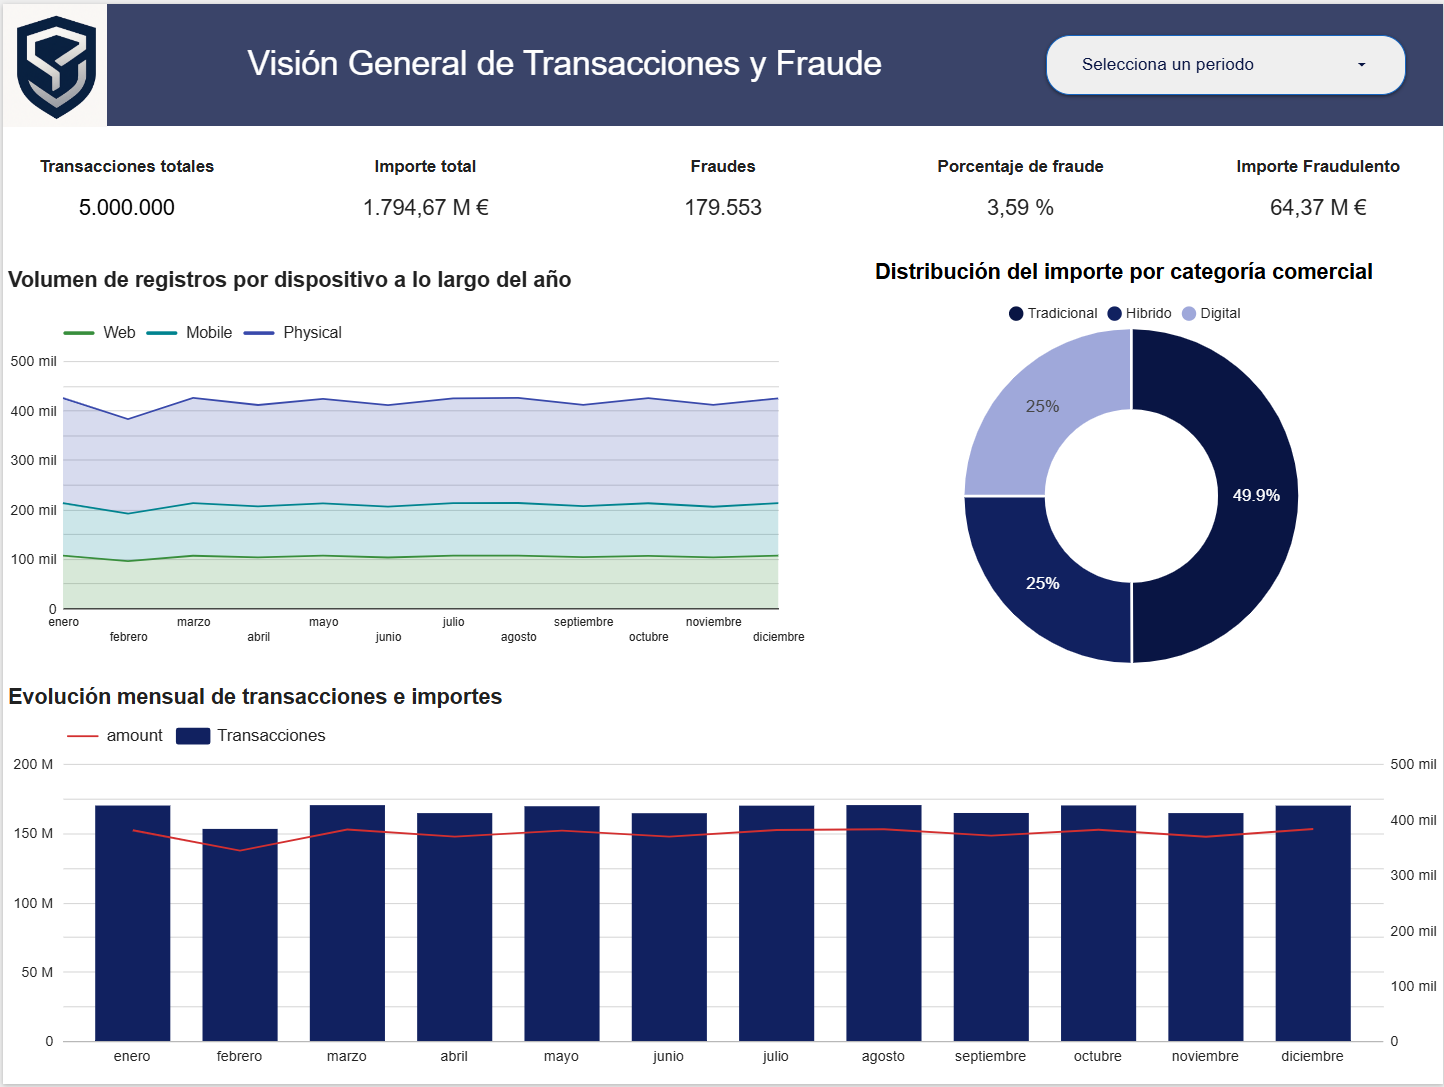 Visión General de Transacciones y Fraude
Selecciona un periodo
Transacciones totales
5.000.000
Importe total
1.794,67 M €
Fraudes
179.553
Porcentaje de fraude
3,59 %
Importe Fraudulento
64,37 M €
Volumen de registros por dispositivo a lo largo del año
Web Mobile Physical
500 mil
400 mil
300 mil
200 mil
100 mil
0
enero febrero marzo abril mayo junio julio agosto septiembre octubre noviembre diciembre
Distribución del importe por categoría comercial
Tradicional Hibrido Digital
25%
49.9%
25%
Evolución mensual de transacciones e importes
amount Transacciones
200 M
150 M
100 M
50 M
0
500 mil
400 mil
300 mil
200 mil
100 mil
0
enero febrero marzo abril mayo junio julio agosto septiembre octubre noviembre diciembre